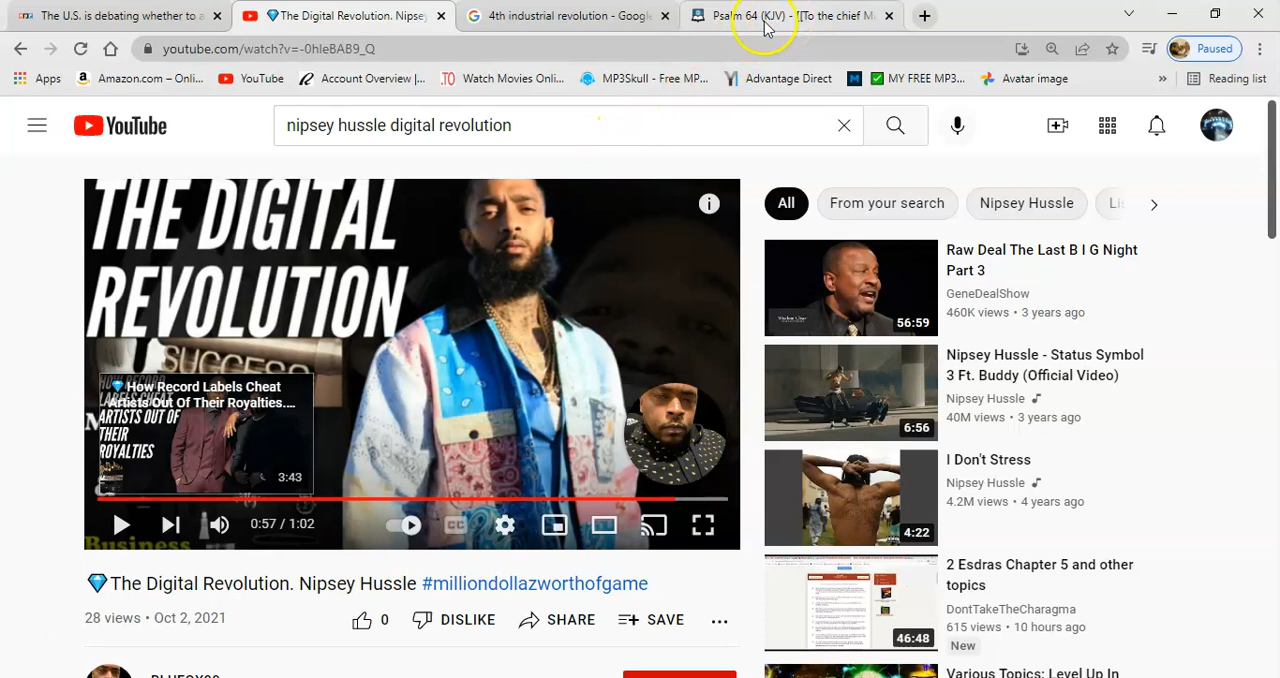 The U.S. is debating whether to a
💎The Digital Revolution. Nipsey
4th industrial revolution - Google
Psalm 64 (KJV) - [[To the chief Mu
youtube.com/watch?v=-0hleBAB9_Q
Paused
Apps
Amazon.com – Onli...
YouTube
Account Overview |...
Watch Movies Onli...
MP3Skull - Free MP...
Advantage Direct
MY FREE MP3...
Avatar image
»
Reading list
YouTube
nipsey hussle digital revolution
THE DIGITAL
REVOLUTION
SUCCESS
💎How Record Labels Cheat
Artists Out Of Their Royalties....
ARTISTS OUT OF
THEIR
ROYALTIES
3:43
0:57 / 1:02
CC
Business
💎The Digital Revolution. Nipsey Hussle #milliondollazworthofgame
28 views • Oct 2, 2021
0
DISLIKE
SHARE
SAVE
All
From your search
Nipsey Hussle
Raw Deal The Last B I G Night
Part 3
GeneDealShow
460K views • 3 years ago
56:59
Nipsey Hussle - Status Symbol
3 Ft. Buddy (Official Video)
Nipsey Hussle
40M views • 3 years ago
6:56
I Don't Stress
Nipsey Hussle
4.2M views • 4 years ago
4:22
2 Esdras Chapter 5 and other
topics
DontTakeTheCharagma
615 views • 10 hours ago
New
46:48
Various Topics: Level Up In